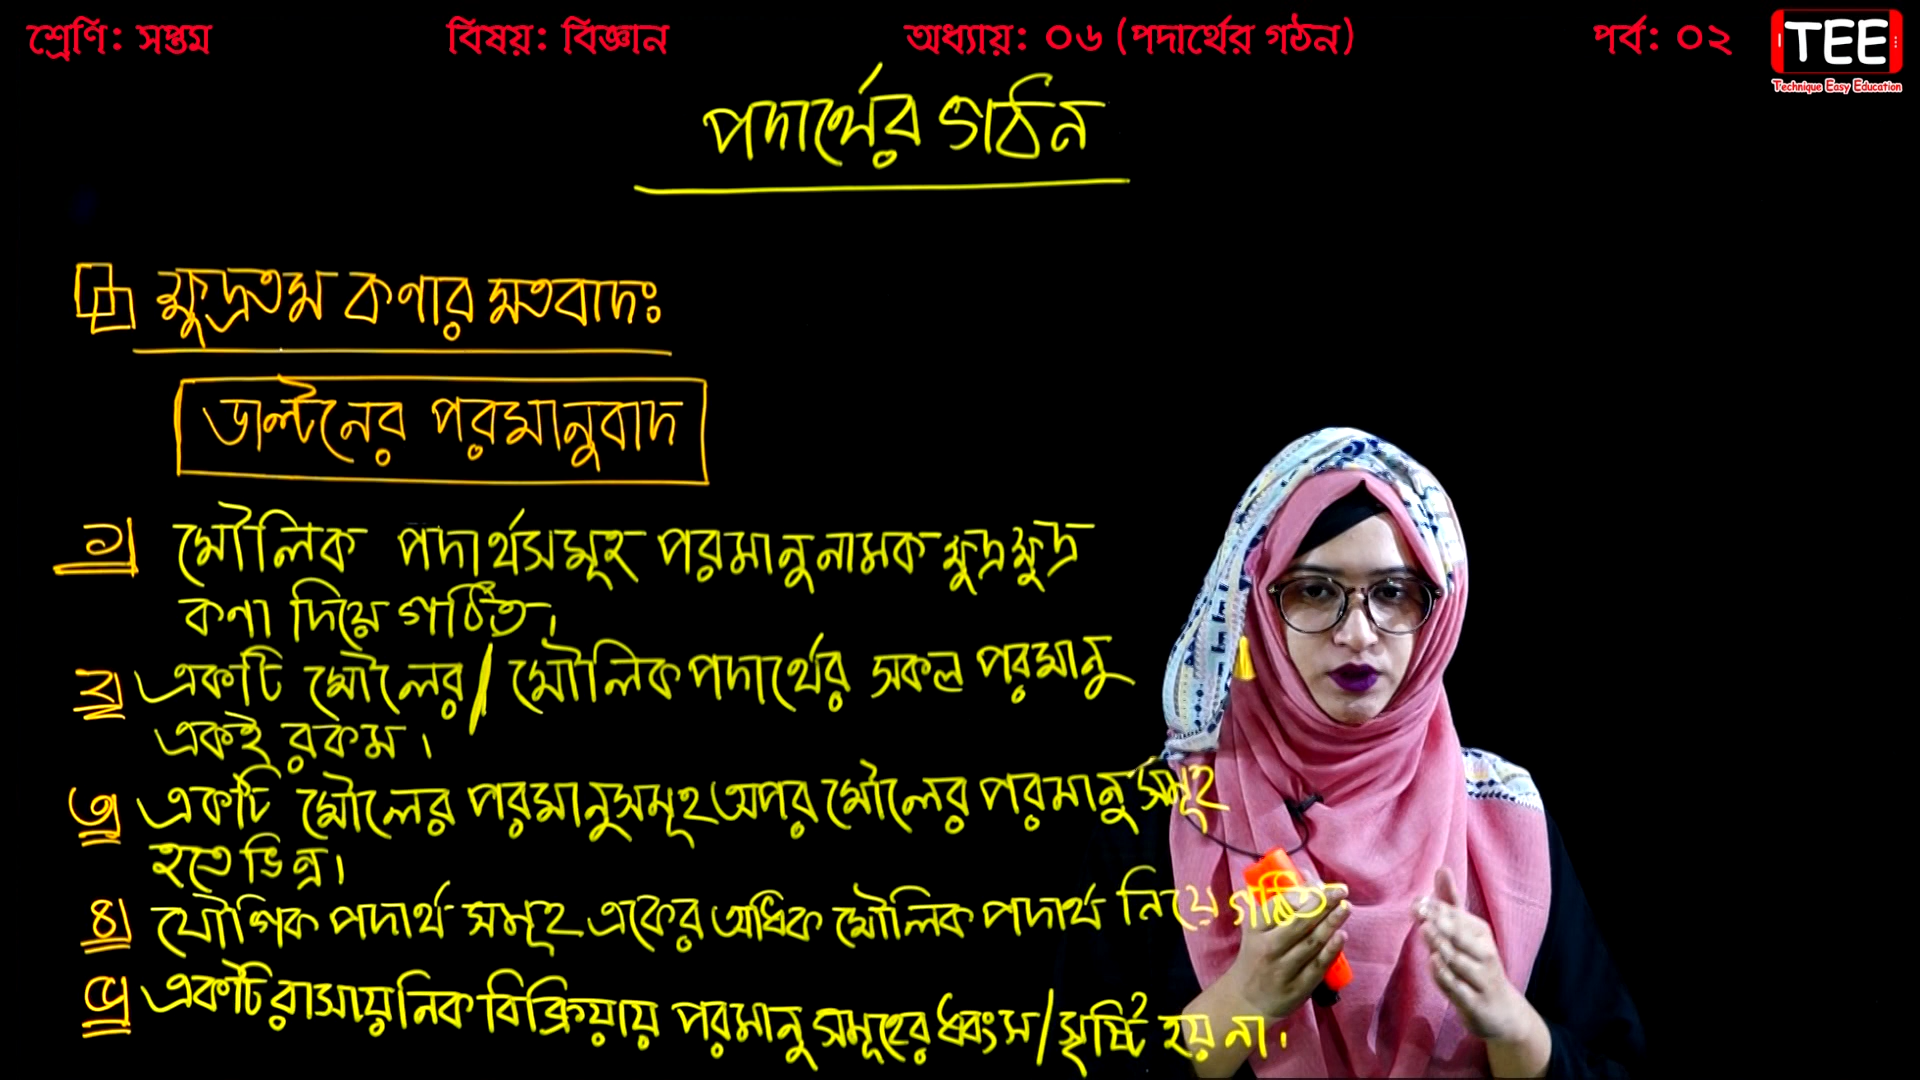 শ্রেণি: সপ্তম বিষয়: বিজ্ঞান অধ্যায়: ০৬ (পদার্থের গঠন) পর্ব: ০২
TEE
Technique Easy Education
পদার্থের গঠন
ক্ষুদ্রতম কণার মতবাদঃ
ডাল্টনের পরমানুবাদ
১। মৌলিক পদার্থসমূহ পরমানু নামক ক্ষুদ্র ক্ষুদ্র
কণা দিয়ে গঠিত।
২। একটি মৌলের / মৌলিক পদার্থের সকল পরমানু
একই রকম।
৩। একটি মৌলের পরমানুসমূহ অপর মৌলের পরমানু সমূহ
হতে ভিন্ন।
৪। যৌগিক পদার্থ সমূহ একের অধিক মৌলিক পদার্থ নিয়ে গঠিত।
৫। একটি রাসায়নিক বিক্রিয়ায় পরমানু সমূহের ধ্বংস / সৃষ্টি হয় না।